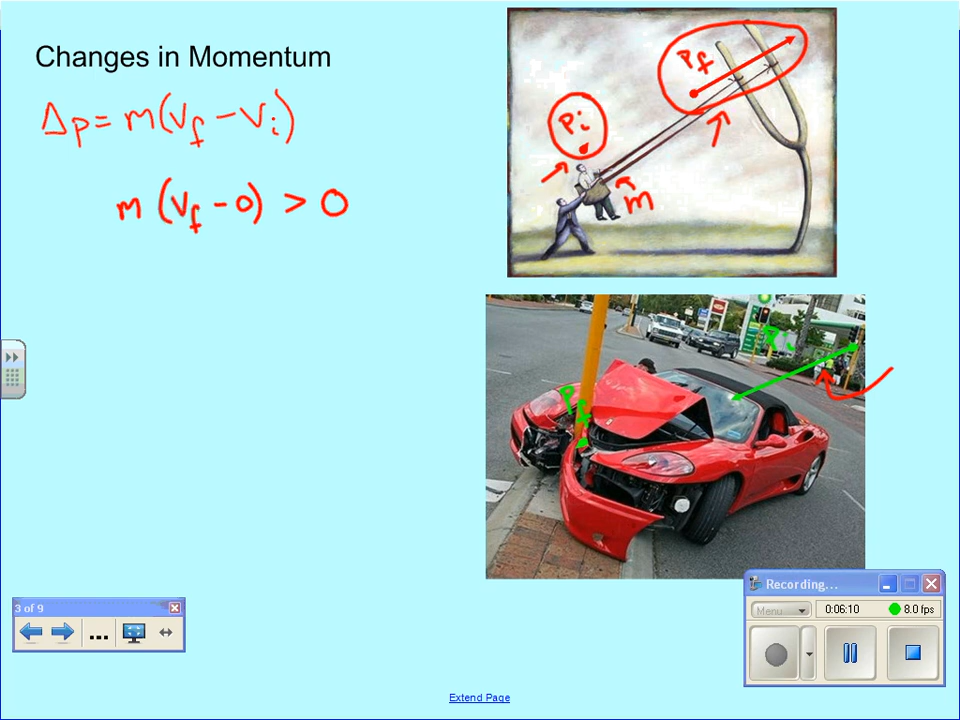 Changes in Momentum
Δp = m(Vf - Vi)
m (Vf - 0) > 0
Pi
Pf
m
Pi
Pf
3 of 9
...
Recording...
Menu
0:06:10
8.0 fps
Extend Page